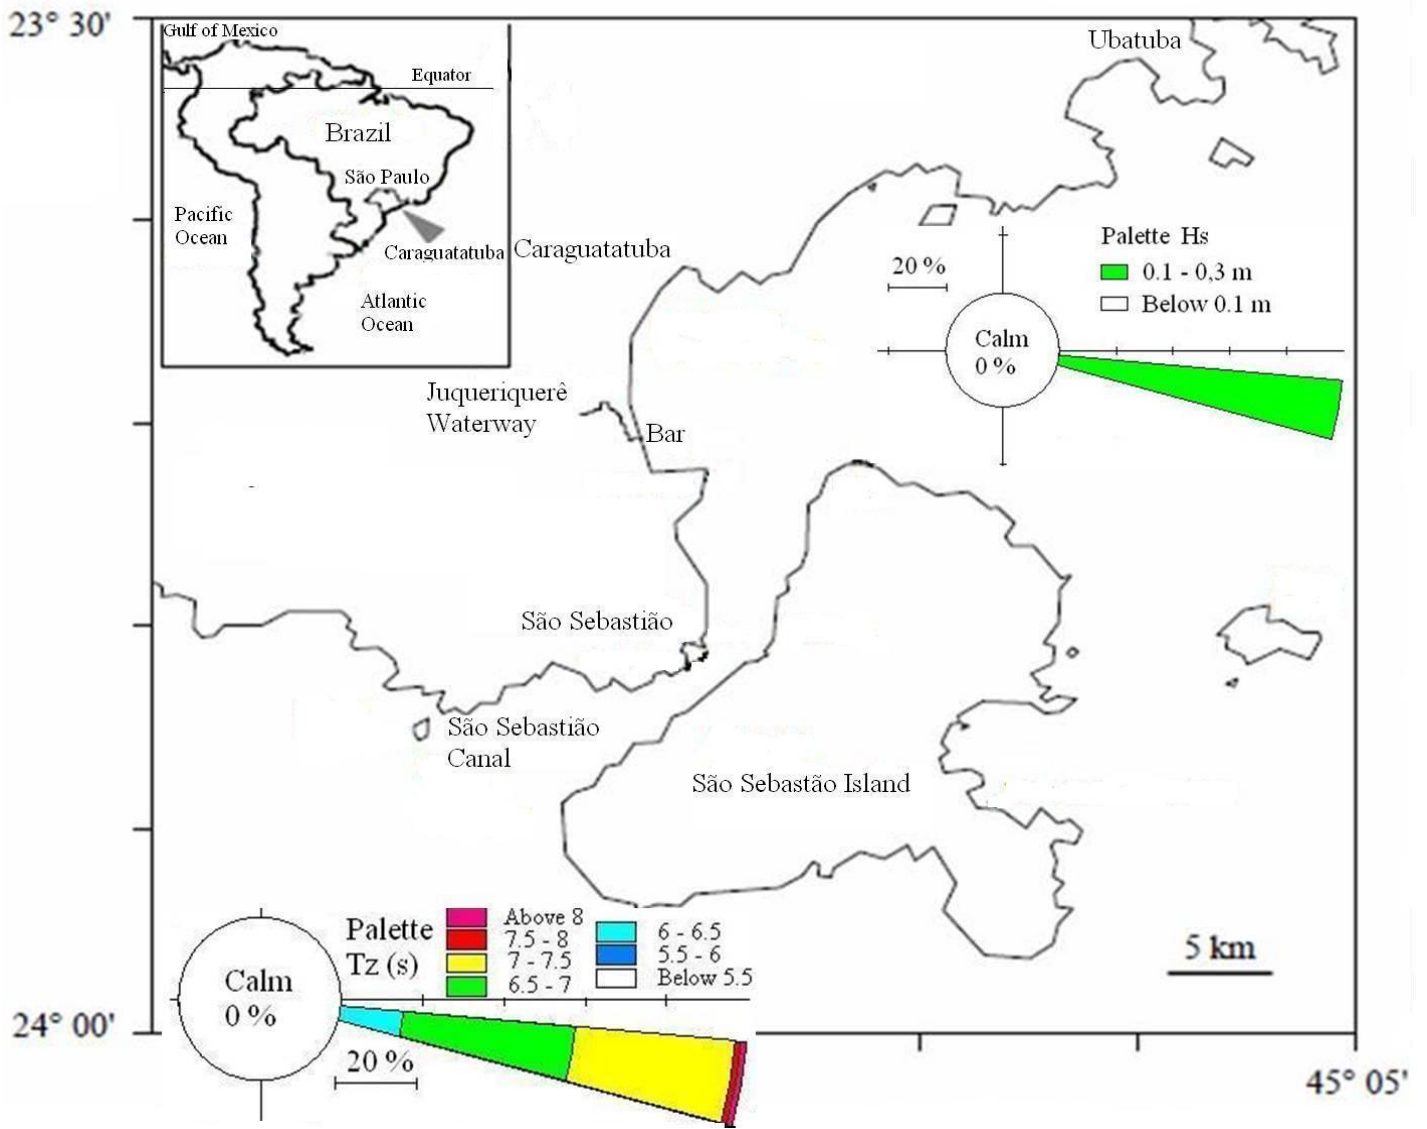 23° 30'
Gulf of Mexico
Equator
Brazil
São Paulo
Pacific
Ocean
Caraguatatuba
Atlantic
Ocean
Ubatuba
Caraguatatuba
Palette Hs
0.1 - 0,3 m
Below 0.1 m
20 %
Calm
0 %
Juqueriquerê
Waterway
Bar
São Sebastião
São Sebastião
Canal
São Sebastão Island
Palette
Tz (s)
Above 8
7.5 - 8
7 - 7.5
6.5 - 7
6 - 6.5
5.5 - 6
Below 5.5
Calm
0 %
20 %
5 km
24° 00'
45° 05'